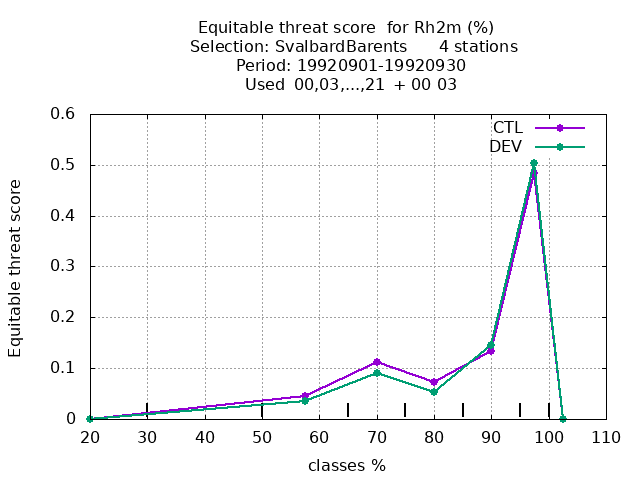 Equitable threat score  for Rh2m (%)
Selection: SvalbardBarents      4 stations
Period: 19920901-19920930
Used  00,03,...,21  + 00 03
CTL
DEV
0.6
0.5
0.4
0.3
0.2
0.1
0
Equitable threat score
20 30 40 50 60 70 80 90 100 110
classes %